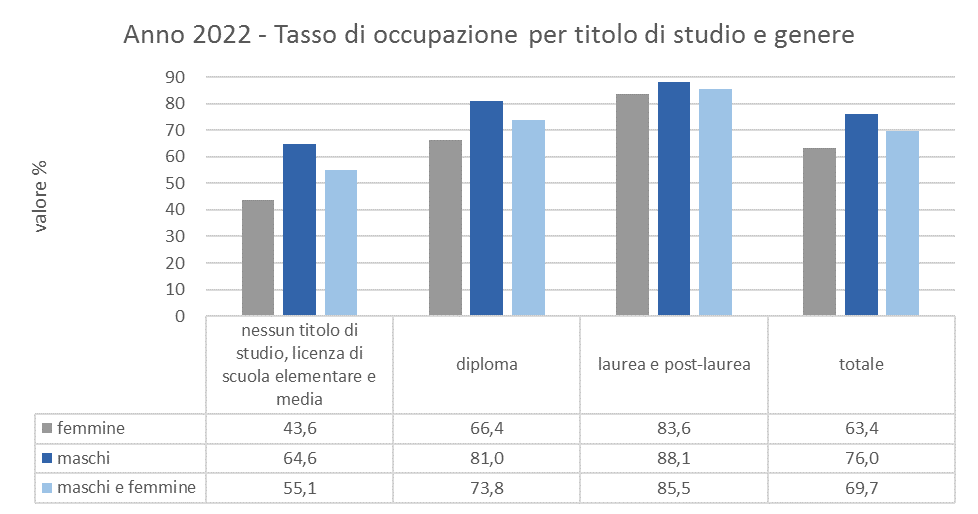 Anno 2022 - Tasso di occupazione per titolo di studio e genere
valore %
90
80
70
60
50
40
30
20
10
0
nessun titolo di
studio, licenza di
scuola elementare e
media
diploma
laurea e post-laurea
totale
femmine 43,6 66,4 83,6 63,4
maschi 64,6 81,0 88,1 76,0
maschi e femmine 55,1 73,8 85,5 69,7